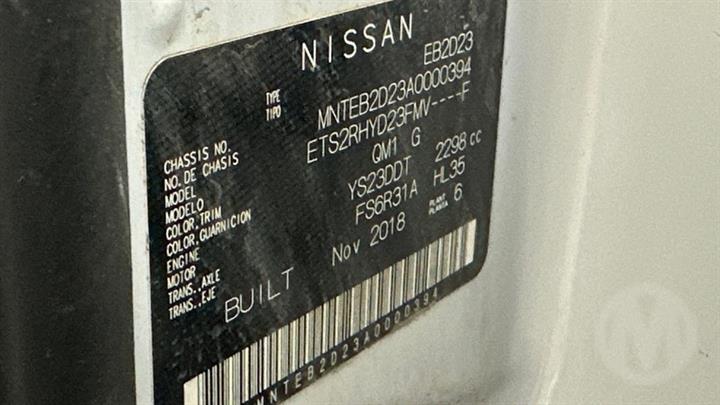 NISSAN
TYPE TIPO EB2D23
CHASSIS NO. NO. DE CHASIS MNTEB2D23A0000394
MODEL MODELO ETS2RHYD23FMV----F
COLOR, TRIM COLOR, GUARNICION QM1 G
ENGINE MOTOR YS23DDT 2298 cc
TRANS., AXLE TRANS., EJE FS6R31A HL35
BUILT Nov 2018 PLANT PLANTA 6
MNTEB2D23A0000394
M